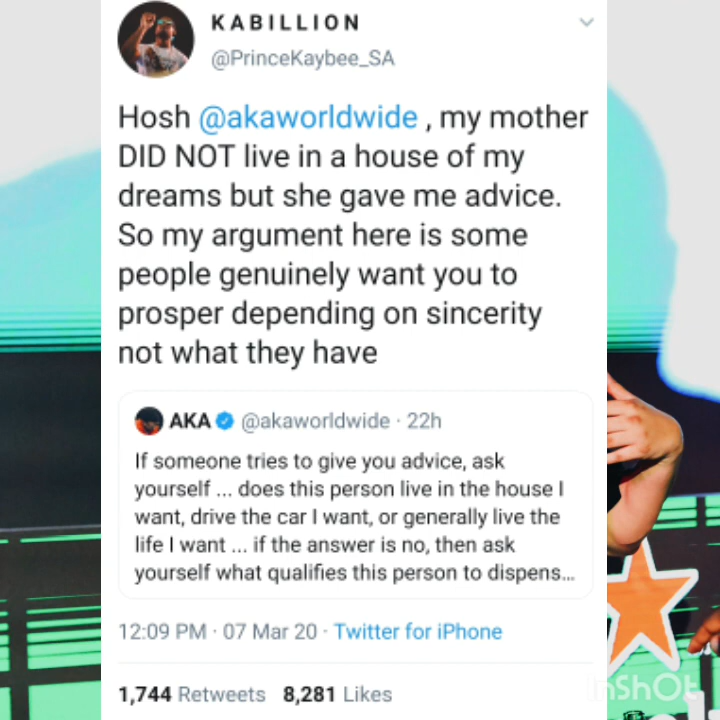 KABILLION
@PrinceKaybee_SA
Hosh @akaworldwide , my mother
DID NOT live in a house of my
dreams but she gave me advice.
So my argument here is some
people genuinely want you to
prosper depending on sincerity
not what they have
AKA @akaworldwide · 22h
If someone tries to give you advice, ask
yourself ... does this person live in the house I
want, drive the car I want, or generally live the
life I want ... if the answer is no, then ask
yourself what qualifies this person to dispens...
12:09 PM · 07 Mar 20 · Twitter for iPhone
1,744 Retweets 8,281 Likes
InShOt